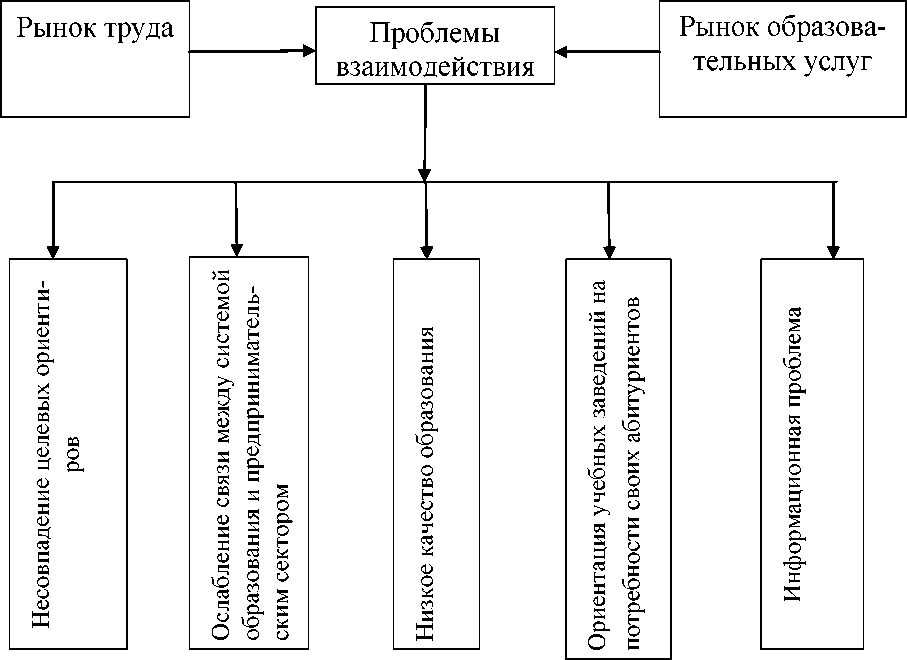 Рынок труда
Проблемы
взаимодействия
Рынок образова-
тельных услуг
Несовпадение целевых ориенти-
ров
Ослабление связи между системой
образования и предприниматель-
ским сектором
Низкое качество образования
Ориентация учебных заведений на
потребности своих абитуриентов
Информационная проблема